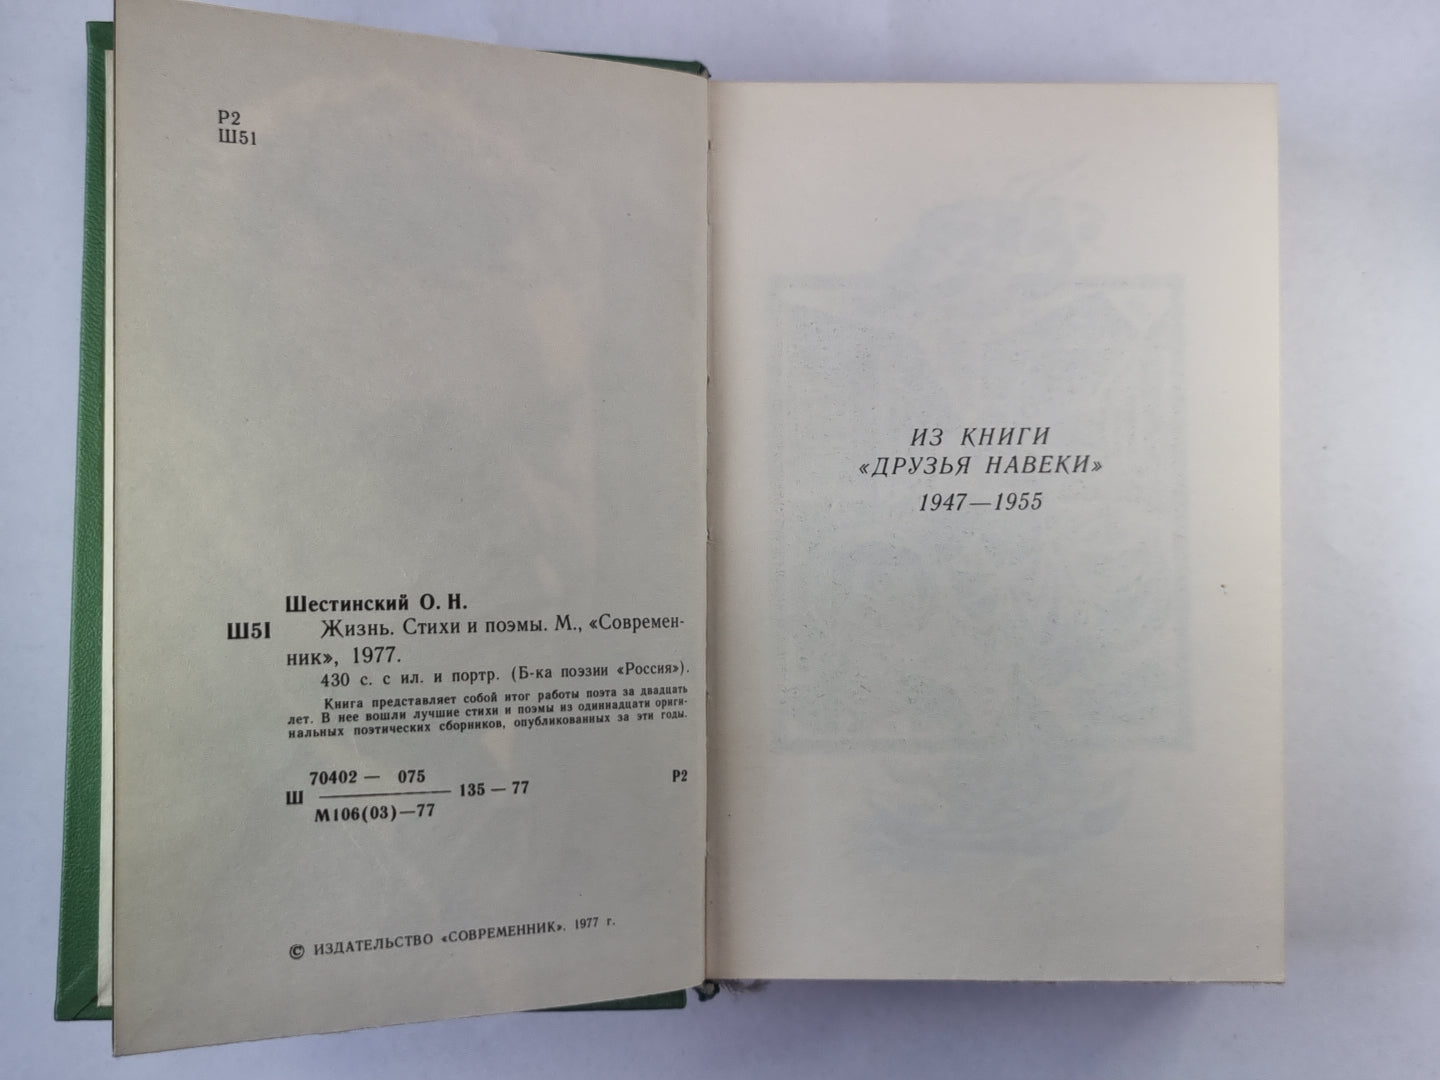 Р2
Ш51
Шестинский О. Н.
Ш51 Жизнь. Стихи и поэмы. М., «Современ-
ник», 1977.
430 с. с ил. и портр. (Б-ка поэзии «Россия»).
Книга представляет собой итог работы поэта за двадцать
лет. В нее вошли лучшие стихи и поэмы из одиннадцати ориги-
нальных поэтических сборников, опубликованных за эти годы.
70402 — 075
Ш 135 — 77 Р2
М106(03)—77
© ИЗДАТЕЛЬСТВО «СОВРЕМЕННИК». 1977 г.
ИЗ КНИГИ
«ДРУЗЬЯ НАВЕКИ»
1947—1955